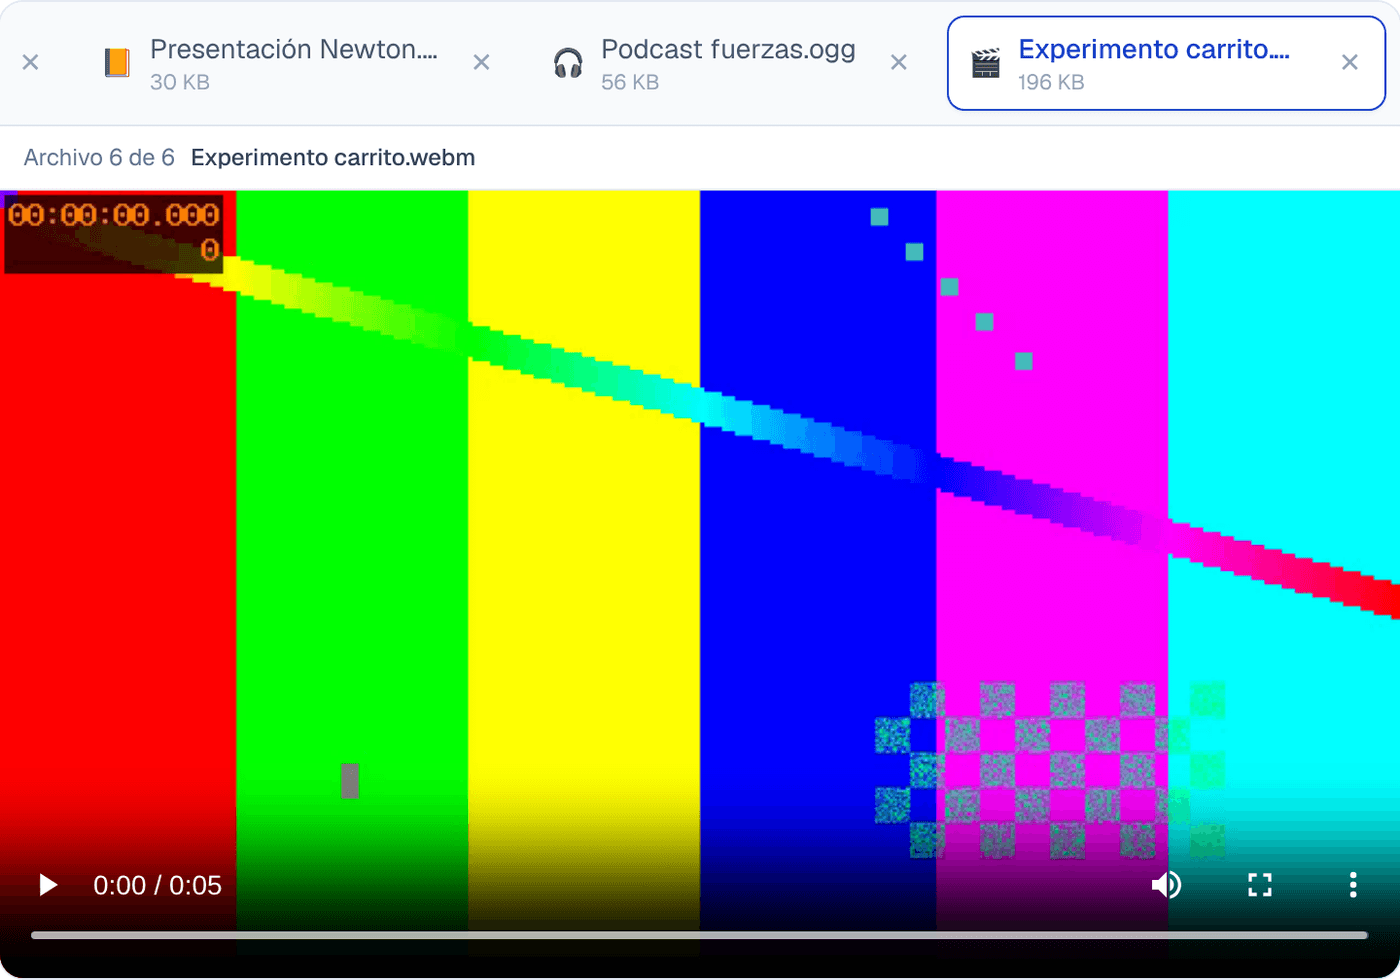 Presentación Newton....
30 KB
Podcast fuerzas.ogg
56 KB
Experimento carrito....
196 KB
Archivo 6 de 6 Experimento carrito.webm
00:00:00.000
0
0:00 / 0:05